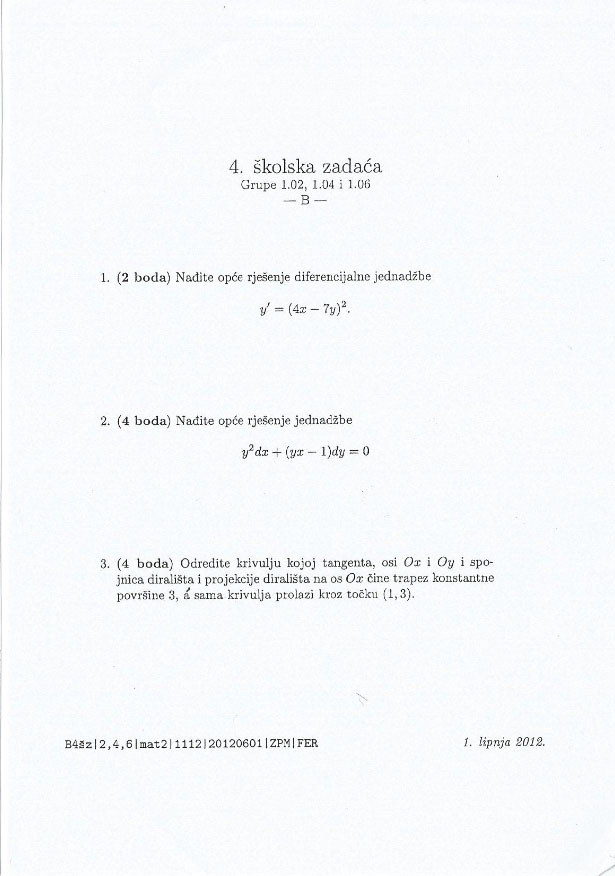 4. školska zadaća
Grupe 1.02, 1.04 i 1.06
— B —
1. (2 boda) Nađite opće rješenje diferencijalne jednadžbe
y′ = (4x − 7y)².
2. (4 boda) Nađite opće rješenje jednadžbe
y²dx + (yx − 1)dy = 0
3. (4 boda) Odredite krivulju kojoj tangenta, osi Ox i Oy i spo-
jnica dirališta i projekcije dirališta na os Ox čine trapez konstantne
površine 3, a sama krivulja prolazi kroz točku (1, 3).
B4šz|2,4,6|mat2|1112|20120601|ZPM|FER
1. lipnja 2012.